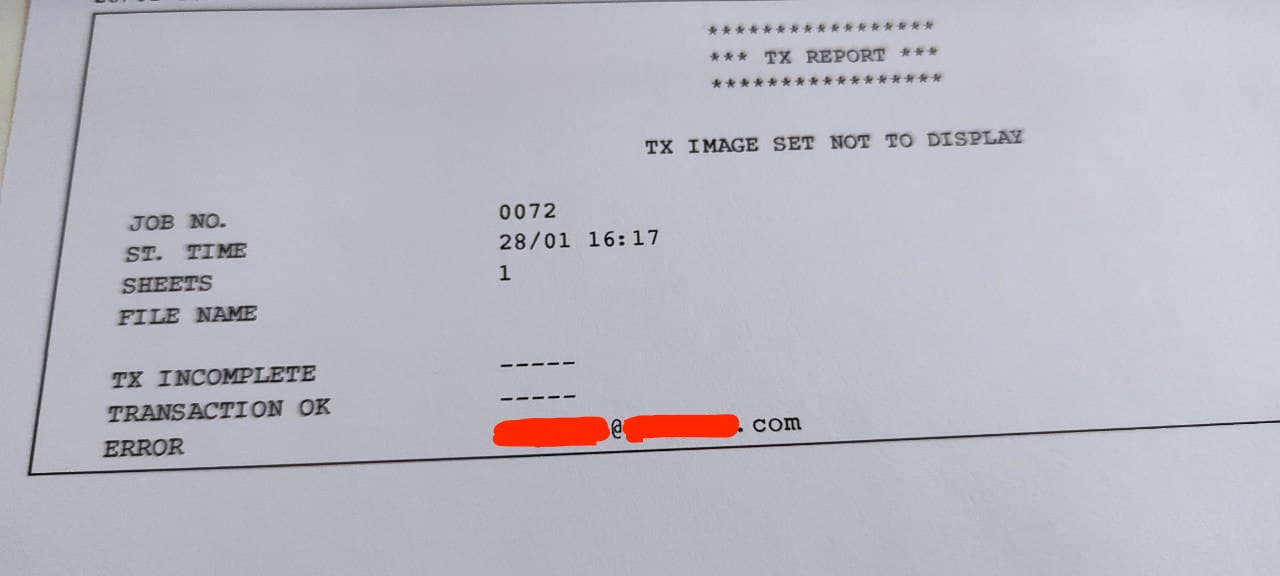 *****************
*** TX REPORT ***
*****************
TX IMAGE SET NOT TO DISPLAY
JOB NO. 0072
ST. TIME 28/01 16:17
SHEETS 1
FILE NAME
TX INCOMPLETE -----
TRANSACTION OK -----
ERROR @ .com